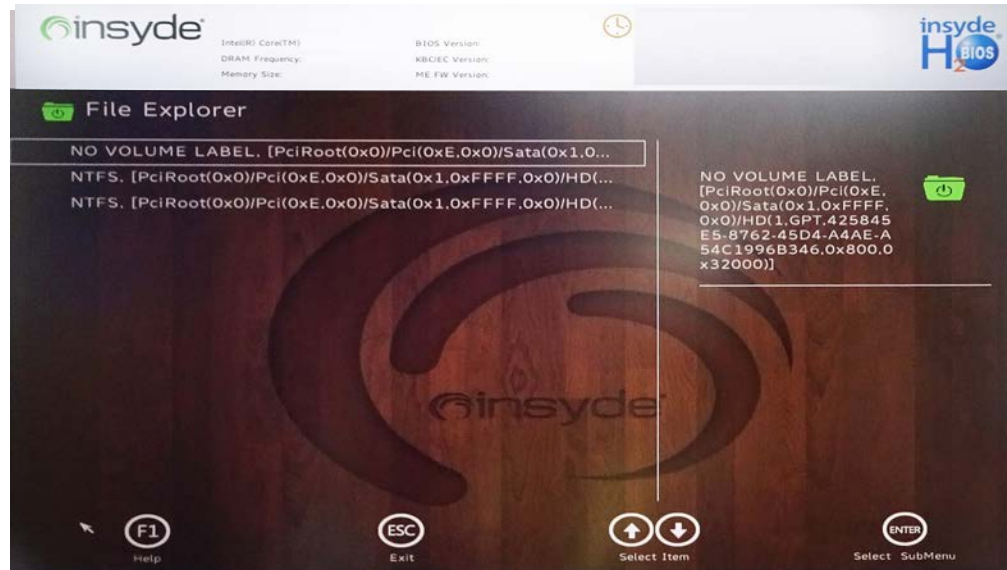 insyde
Intel(R) Core(TM)
DRAM Frequency:
Memory Size:
BIOS Version:
KBC/EC Version:
ME FW Version:
insyde
H2BIOS
File Explorer
NO VOLUME LABEL, [PciRoot(0x0)/Pci(0xE,0x0)/Sata(0x1,0...
NTFS, [PciRoot(0x0)/Pci(0xE,0x0)/Sata(0x1,0xFFFF,0x0)/HD(...
NTFS, [PciRoot(0x0)/Pci(0xE,0x0)/Sata(0x1,0xFFFF,0x0)/HD(...
NO VOLUME LABEL,
[PciRoot(0x0)/Pci(0xE,
0x0)/Sata(0x1,0xFFFF,
0x0)/HD(1,GPT,425845
E5-8762-45D4-A4AE-A
54C1996B346,0x800,0
x32000)]
insyde
F1
Help
ESC
Exit
Select Item
ENTER
Select SubMenu